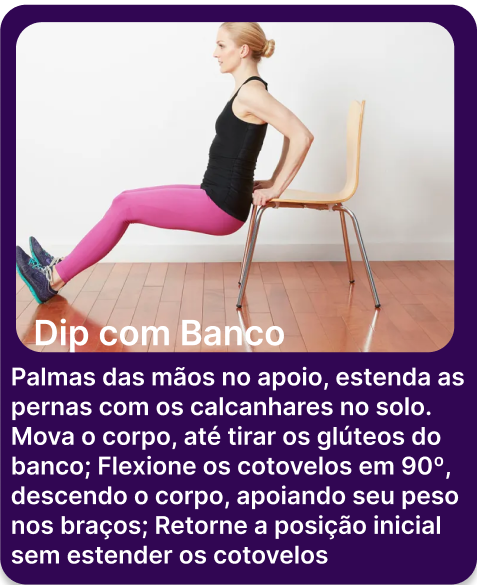 Dip com Banco
Palmas das mãos no apoio, estenda as
pernas com os calcanhares no solo.
Mova o corpo, até tirar os glúteos do
banco; Flexione os cotovelos em 90º,
descendo o corpo, apoiando seu peso
nos braços; Retorne a posição inicial
sem estender os cotovelos